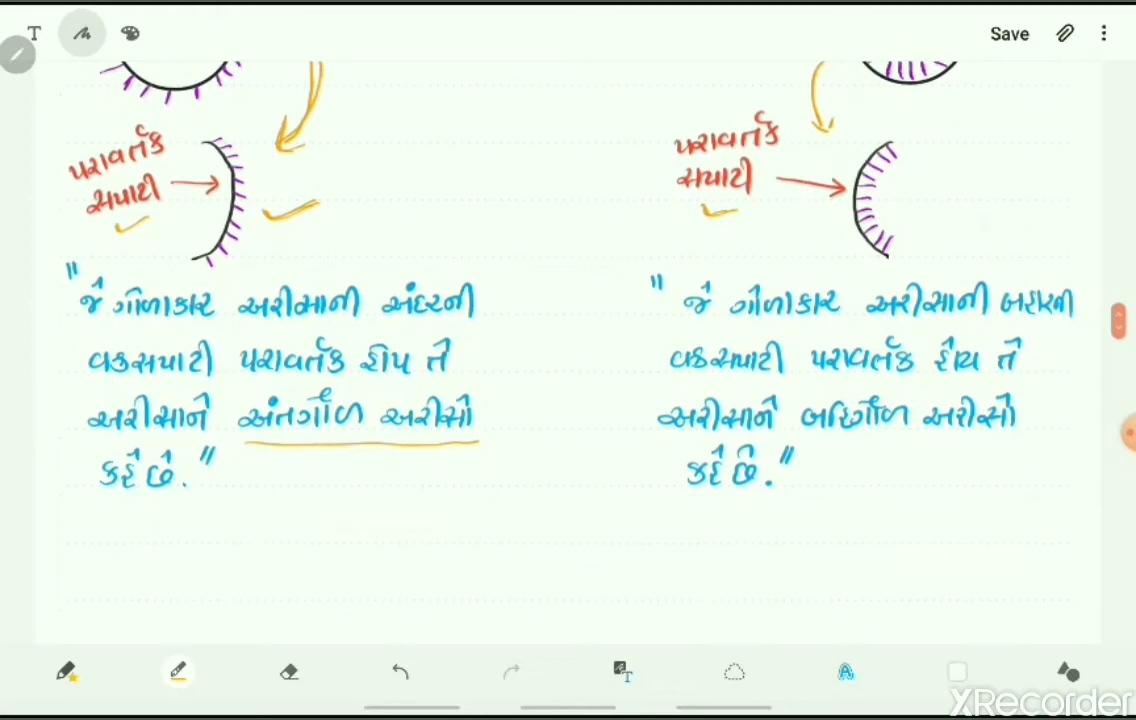 T
Save
પરાવર્તક
સપાટી
પરાવર્તક
સપાટી
"જે ગોળાકાર અરીસાની અંદરની
વક્રસપાટી પરાવર્તક હોય તે
અરીસાને અંતર્ગોળ અરીસો
કહે છે."
"જે ગોળાકાર અરીસાની બહારની
વક્રસપાટી પરાવર્તક હોય તે
અરીસાને બહિર્ગોળ અરીસો
કહે છે."
XRecorder